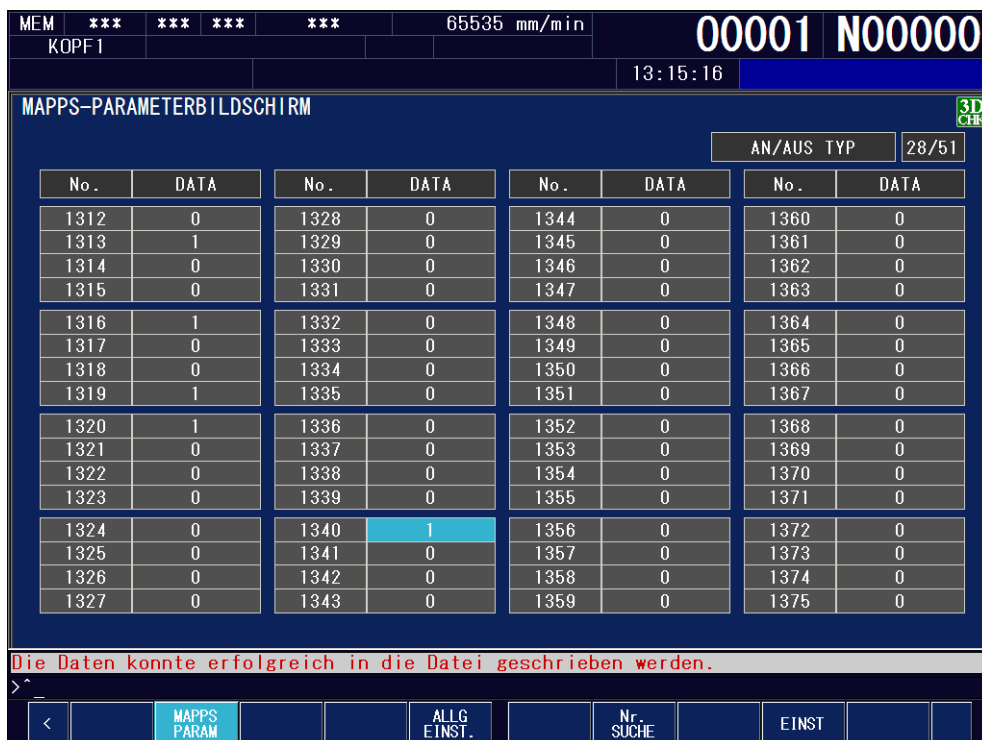 MEM *** *** *** *** 65535 mm/min 00001 N00000
KOPF1
13:15:16
MAPPS-PARAMETERBILDSCHIRM 3D CHK
AN/AUS TYP 28/51
No. DATA No. DATA No. DATA No. DATA
1312 0 1328 0 1344 0 1360 0
1313 1 1329 0 1345 0 1361 0
1314 0 1330 0 1346 0 1362 0
1315 0 1331 0 1347 0 1363 0
1316 1 1332 0 1348 0 1364 0
1317 0 1333 0 1349 0 1365 0
1318 0 1334 0 1350 0 1366 0
1319 1 1335 0 1351 0 1367 0
1320 1 1336 0 1352 0 1368 0
1321 0 1337 0 1353 0 1369 0
1322 0 1338 0 1354 0 1370 0
1323 0 1339 0 1355 0 1371 0
1324 0 1340 1 1356 0 1372 0
1325 0 1341 0 1357 0 1373 0
1326 0 1342 0 1358 0 1374 0
1327 0 1343 0 1359 0 1375 0
Die Daten konnte erfolgreich in die Datei geschrieben werden.
>^_
< MAPPS PARAM ALLG EINST. Nr. SUCHE EINST